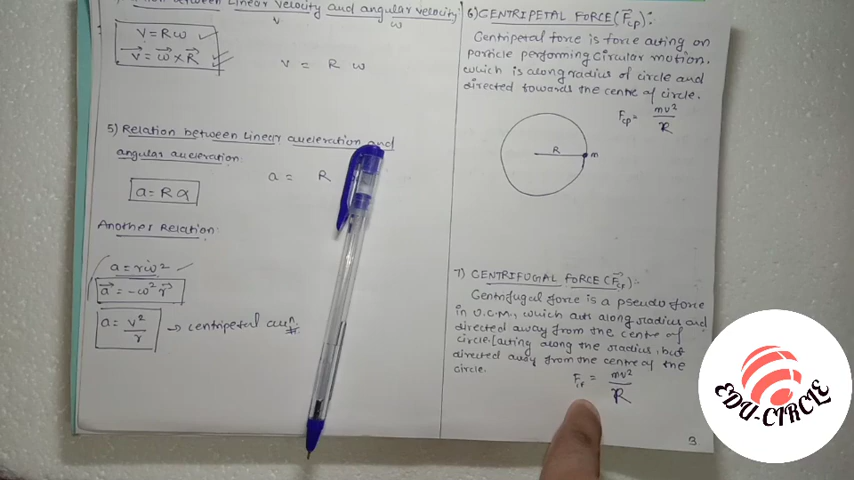 between Linear velocity and angular velocity:
v ω
V = Rω
V = ω × R
v = R ω
5) Relation between Linear acceleration and
angular acceleration:
a = R α
a = R
Another Relation:
a = rω²
a = -ω² r
a = v²/r → centripetal accn.
6) CENTRIPETAL FORCE (Fcp):
Centripetal force is force acting on
particle performing circular motion.
which is along radius of circle and
directed towards the centre of circle.
Fcp = mv²/R
R m
7) CENTRIFUGAL FORCE (Fcf):
Centrifugal force is a pseudo force
in U.C.M., which acts along radius and
directed away from the centre of
circle. [acting along the radius, but
directed away from the centre of the
circle.
Fcf = mv²/R
3
EDU-CIRCLE